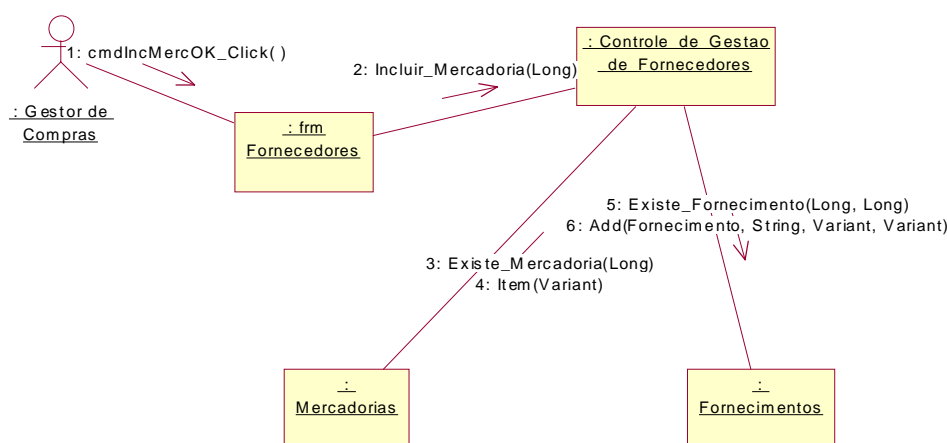 1: cmdIncMercOK_Click( )
: Gestor de
Compras
: frm
Fornecedores
2: Incluir_Mercadoria(Long)
: Controle de Gestao
de Fornecedores
3: Existe_Mercadoria(Long)
4: Item(Variant)
5: Existe_Fornecimento(Long, Long)
6: Add(Fornecimento, String, Variant, Variant)
:
Mercadorias
:
Fornecimentos